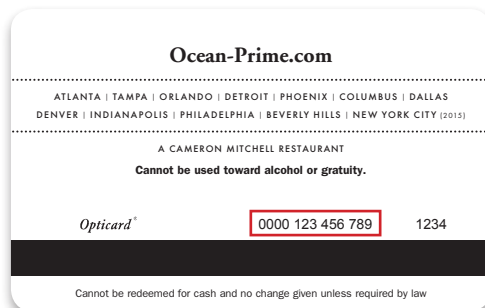 Ocean-Prime.com
ATLANTA | TAMPA | ORLANDO | DETROIT | PHOENIX | COLUMBUS | DALLAS
DENVER | INDIANAPOLIS | PHILADELPHIA | BEVERLY HILLS | NEW YORK CITY (2015)
A CAMERON MITCHELL RESTAURANT
Cannot be used toward alcohol or gratuity.
Opticard® 0000 123 456 789 1234
Cannot be redeemed for cash and no change given unless required by law